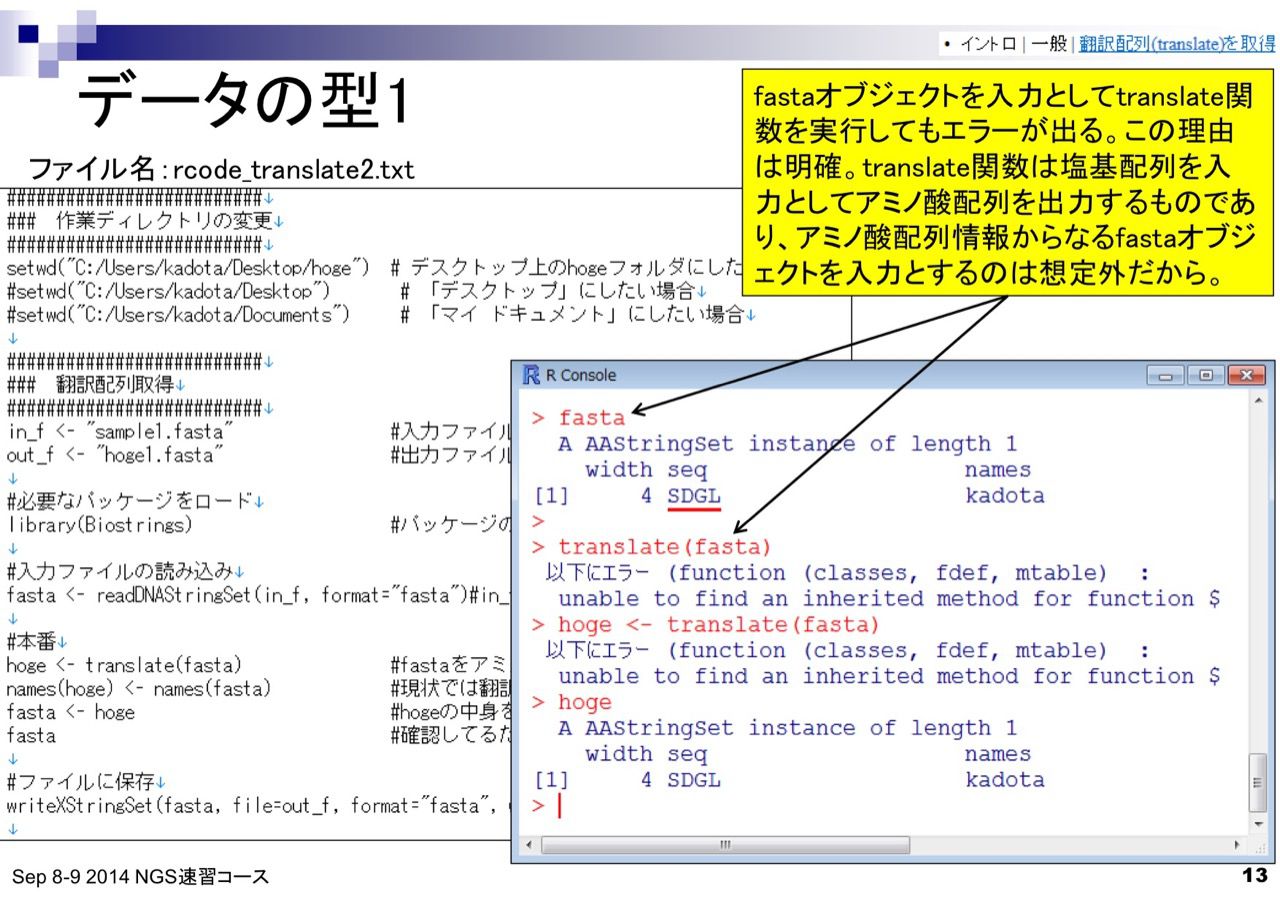 • イントロ | 一般 | 翻訳配列(translate)を取得
データの型1
fastaオブジェクトを入力としてtranslate関
数を実行してもエラーが出る。この理由
は明確。translate関数は塩基配列を入
力としてアミノ酸配列を出力するものであ
り、アミノ酸配列情報からなるfastaオブジ
ェクトを入力とするのは想定外だから。
ファイル名：rcode_translate2.txt
##########################↓
###　作業ディレクトリの変更↓
##########################↓
setwd("C:/Users/kadota/Desktop/hoge")  # デスクトップ上のhogeフォルダにした
#setwd("C:/Users/kadota/Desktop")  # 「デスクトップ」にしたい場合↓
#setwd("C:/Users/kadota/Documents")  # 「マイ ドキュメント」にしたい場合↓
↓
##########################↓
###　翻訳配列取得↓
##########################↓
in_f <- "sample1.fasta"  #入力ファイル
out_f <- "hoge1.fasta"  #出力ファイル
↓
#必要なパッケージをロード↓
library(Biostrings)  #パッケージの
↓
#入力ファイルの読み込み↓
fasta <- readDNAStringSet(in_f, format="fasta")#in_
↓
#本番↓
hoge <- translate(fasta)  #fastaをアミ
names(hoge) <- names(fasta)  #現状では翻訳
fasta <- hoge  #hogeの中身を
fasta  #確認してるだ
↓
#ファイルに保存↓
writeXStringSet(fasta, file=out_f, format="fasta",
↓
R Console
> fasta
  A AAStringSet instance of length 1
    width seq                   names
[1]     4 SDGL                  kadota
>
> translate(fasta)
 以下にエラー (function (classes, fdef, mtable)  :
  unable to find an inherited method for function $
> hoge <- translate(fasta)
 以下にエラー (function (classes, fdef, mtable)  :
  unable to find an inherited method for function $
> hoge
  A AAStringSet instance of length 1
    width seq                   names
[1]     4 SDGL                  kadota
>
Sep 8-9 2014 NGS速習コース
13